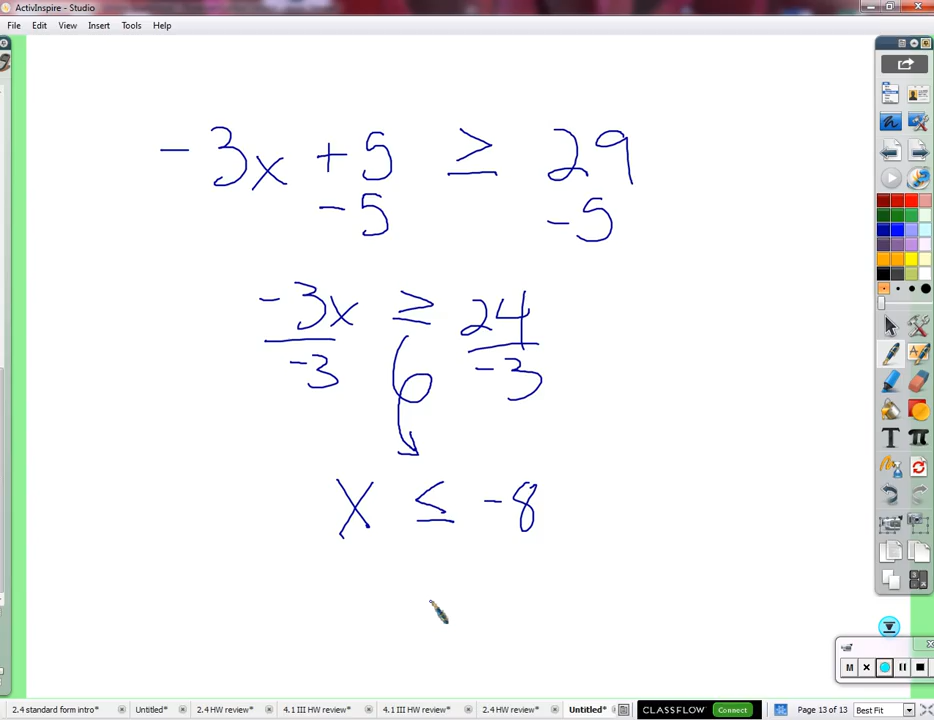 ActivInspire - Studio
File Edit View Insert Tools Help
-3x + 5 ≥ 29
-5 -5
-3x ≥ 24
-3 -3
x ≤ -8
M
2.4 standard form intro* Untitled* 2.4 HW review* 4.1 III HW review* 4.1 III HW review* 2.4 HW review* Untitled* CLASSFLOW Connect Page 13 of 13 Best Fit